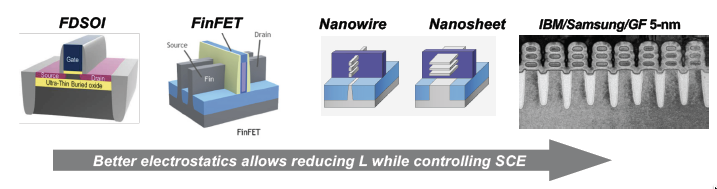 FDSOI
FinFET
Nanowire
Nanosheet
IBM/Samsung/GF 5-nm
Gate
Source
Drain
Ultra-Thin Buried oxide
Source
Drain
Fin
FinFET
Better electrostatics allows reducing L while controlling SCE